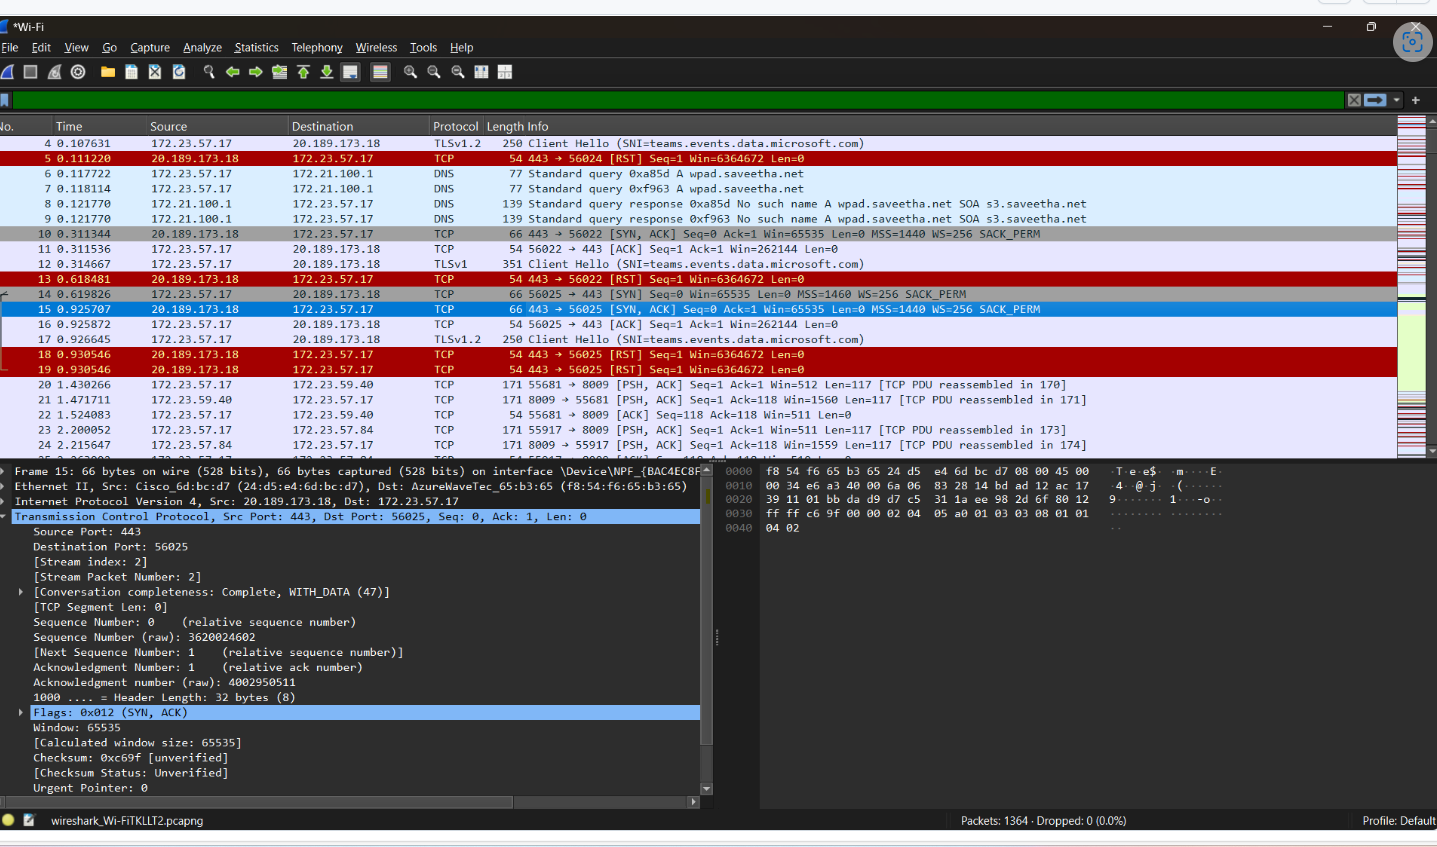 *Wi-Fi
File Edit View Go Capture Analyze Statistics Telephony Wireless Tools Help
No. Time Source Destination Protocol Length Info
4 0.107631 172.23.57.17 20.189.173.18 TLSv1.2 250 Client Hello (SNI=teams.events.data.microsoft.com)
5 0.111220 20.189.173.18 172.23.57.17 TCP 54 443 → 56024 [RST] Seq=1 Win=6364672 Len=0
6 0.117722 172.23.57.17 172.21.100.1 DNS 77 Standard query 0xa85d A wpad.saveetha.net
7 0.118114 172.23.57.17 172.21.100.1 DNS 77 Standard query 0xf963 A wpad.saveetha.net
8 0.121770 172.21.100.1 172.23.57.17 DNS 139 Standard query response 0xa85d No such name A wpad.saveetha.net SOA s3.saveetha.net
9 0.121770 172.21.100.1 172.23.57.17 DNS 139 Standard query response 0xf963 No such name A wpad.saveetha.net SOA s3.saveetha.net
10 0.311344 20.189.173.18 172.23.57.17 TCP 66 443 → 56022 [SYN, ACK] Seq=0 Ack=1 Win=65535 Len=0 MSS=1440 WS=256 SACK_PERM
11 0.311536 172.23.57.17 20.189.173.18 TCP 54 56022 → 443 [ACK] Seq=1 Ack=1 Win=262144 Len=0
12 0.314667 172.23.57.17 20.189.173.18 TLSv1 351 Client Hello (SNI=teams.events.data.microsoft.com)
13 0.618481 20.189.173.18 172.23.57.17 TCP 54 443 → 56022 [RST] Seq=1 Win=6364672 Len=0
14 0.619826 172.23.57.17 20.189.173.18 TCP 66 56025 → 443 [SYN] Seq=0 Win=65535 Len=0 MSS=1460 WS=256 SACK_PERM
15 0.925707 20.189.173.18 172.23.57.17 TCP 66 443 → 56025 [SYN, ACK] Seq=0 Ack=1 Win=65535 Len=0 MSS=1440 WS=256 SACK_PERM
16 0.925872 172.23.57.17 20.189.173.18 TCP 54 56025 → 443 [ACK] Seq=1 Ack=1 Win=262144 Len=0
17 0.926645 172.23.57.17 20.189.173.18 TLSv1.2 250 Client Hello (SNI=teams.events.data.microsoft.com)
18 0.930546 20.189.173.18 172.23.57.17 TCP 54 443 → 56025 [RST] Seq=1 Win=6364672 Len=0
19 0.930546 20.189.173.18 172.23.57.17 TCP 54 443 → 56025 [RST] Seq=1 Win=6364672 Len=0
20 1.430266 172.23.57.17 172.23.59.40 TCP 171 55681 → 8009 [PSH, ACK] Seq=1 Ack=1 Win=512 Len=117 [TCP PDU reassembled in 170]
21 1.471711 172.23.59.40 172.23.57.17 TCP 171 8009 → 55681 [PSH, ACK] Seq=1 Ack=118 Win=1560 Len=117 [TCP PDU reassembled in 171]
22 1.524083 172.23.57.17 172.23.59.40 TCP 54 55681 → 8009 [ACK] Seq=118 Ack=118 Win=511 Len=0
23 2.200052 172.23.57.17 172.23.57.84 TCP 171 55917 → 8009 [PSH, ACK] Seq=1 Ack=1 Win=511 Len=117 [TCP PDU reassembled in 173]
24 2.215647 172.23.57.84 172.23.57.17 TCP 171 8009 → 55917 [PSH, ACK] Seq=1 Ack=118 Win=1559 Len=117 [TCP PDU reassembled in 174]
Frame 15: 66 bytes on wire (528 bits), 66 bytes captured (528 bits) on interface \Device\NPF_{BAC4EC8F
Ethernet II, Src: Cisco_6d:bc:d7 (24:d5:e4:6d:bc:d7), Dst: AzureWaveTec_65:b3:65 (f8:54:f6:65:b3:65)
Internet Protocol Version 4, Src: 20.189.173.18, Dst: 172.23.57.17
Transmission Control Protocol, Src Port: 443, Dst Port: 56025, Seq: 0, Ack: 1, Len: 0
Source Port: 443
Destination Port: 56025
[Stream index: 2]
[Stream Packet Number: 2]
[Conversation completeness: Complete, WITH_DATA (47)]
[TCP Segment Len: 0]
Sequence Number: 0 (relative sequence number)
Sequence Number (raw): 3620024602
[Next Sequence Number: 1 (relative sequence number)]
Acknowledgment Number: 1 (relative ack number)
Acknowledgment number (raw): 4002950511
1000 .... = Header Length: 32 bytes (8)
Flags: 0x012 (SYN, ACK)
Window: 65535
[Calculated window size: 65535]
Checksum: 0xc69f [unverified]
[Checksum Status: Unverified]
Urgent Pointer: 0
0000 f8 54 f6 65 b3 65 24 d5 e4 6d bc d7 08 00 45 00 ·T·e·e$· ·m····E·
0010 00 34 e6 a3 40 00 6a 06 83 28 14 bd ad 12 ac 17 ·4··@·j· ·(······
0020 39 11 01 bb da d9 d7 c5 31 1a ee 98 2d 6f 80 12 9······· 1···-o··
0030 ff ff c6 9f 00 00 02 04 05 a0 01 03 03 08 01 01 ········ ········
0040 04 02 ··
wireshark_Wi-FiTKLLT2.pcapng
Packets: 1364 · Dropped: 0 (0.0%)
Profile: Default